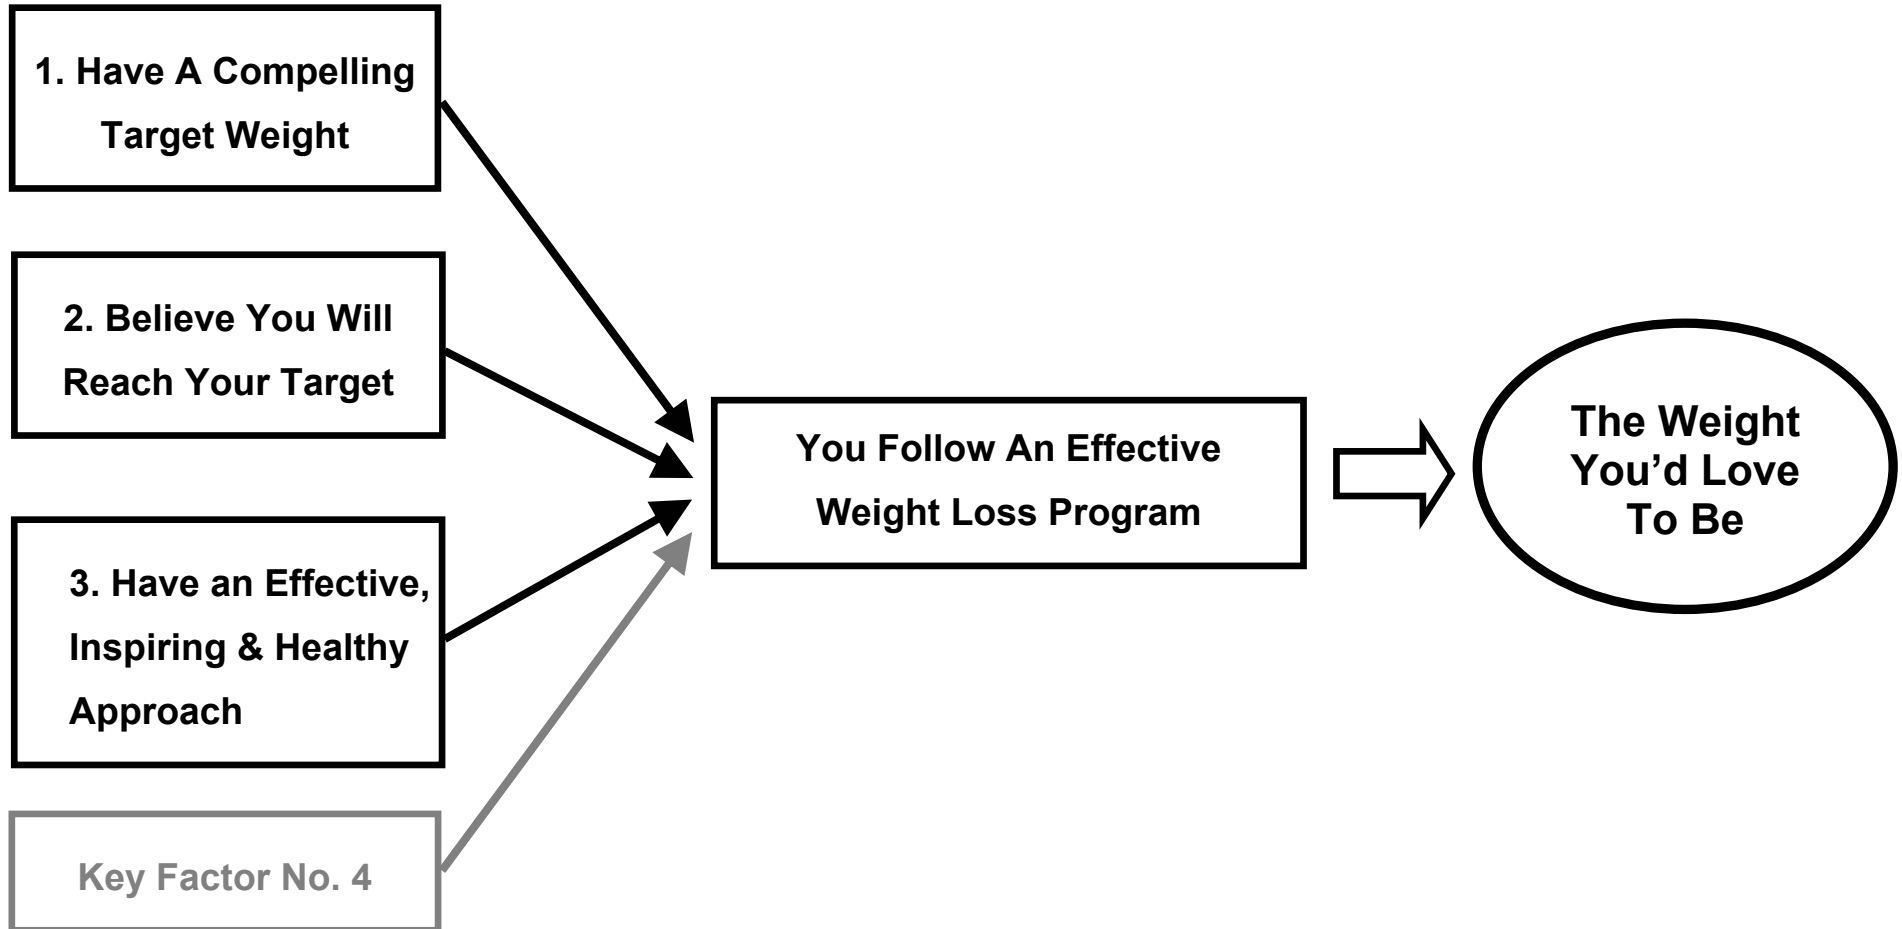 1. Have A Compelling
Target Weight
2. Believe You Will
Reach Your Target
3. Have an Effective,
Inspiring & Healthy
Approach
Key Factor No. 4
You Follow An Effective
Weight Loss Program
The Weight
You’d Love
To Be